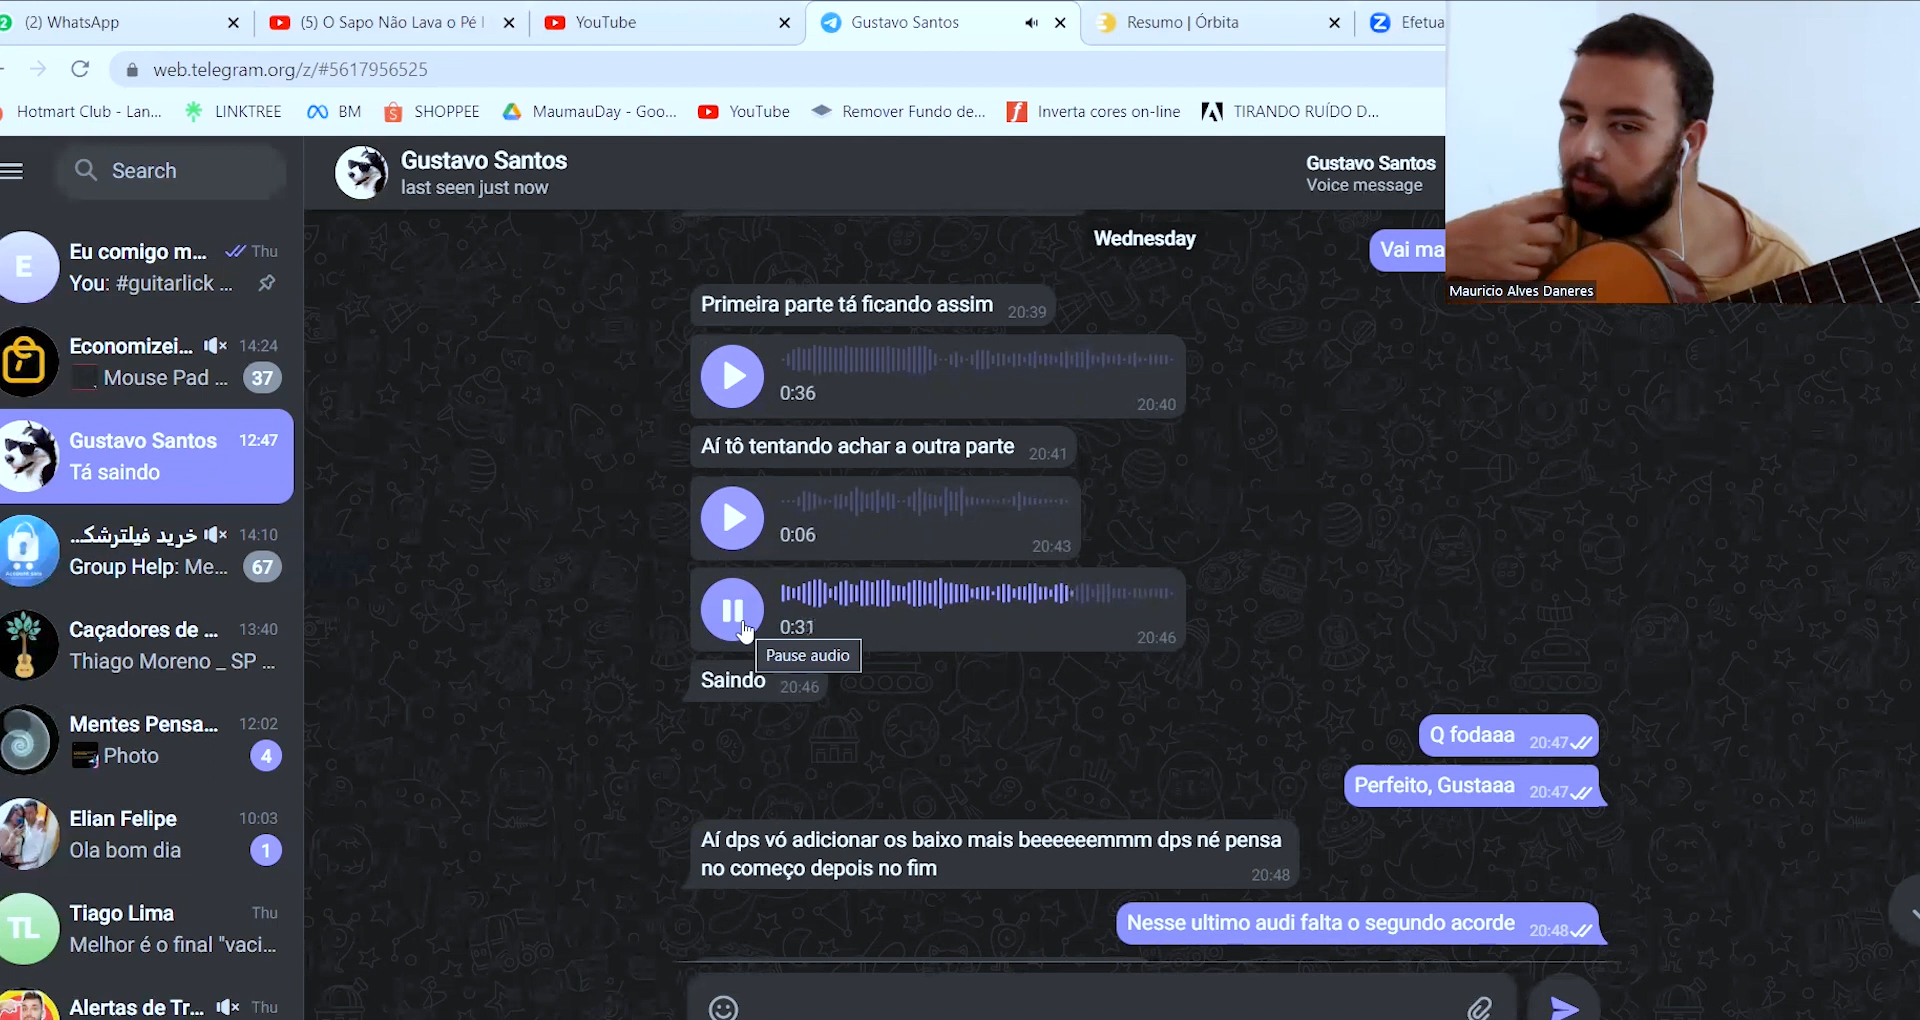 (2) WhatsApp
(5) O Sapo Não Lava o Pé
YouTube
Gustavo Santos
Resumo | Órbita
Efetua
web.telegram.org/z/#5617956525
Hotmart Club - Lan...
LINKTREE
BM
SHOPPEE
MaumauDay - Goo...
YouTube
Remover Fundo de...
Inverta cores on-line
TIRANDO RUÍDO D...
Search
Gustavo Santos
last seen just now
Gustavo Santos
Voice message
Mauricio Alves Daneres
E
Eu comigo m...
Thu
You: #guitarlick ...
Economizei...
14:24
Mouse Pad ...
37
Gustavo Santos
12:47
Tá saindo
خرید فیلترشک...
14:10
Group Help: Me...
67
Caçadores de ...
13:40
Thiago Moreno _ SP ...
Mentes Pensa...
12:02
Photo
4
Elian Felipe
10:03
Ola bom dia
1
TL
Tiago Lima
Thu
Melhor é o final "vaci...
Alertas de Tr...
Thu
Wednesday
Vai ma
Primeira parte tá ficando assim 20:39
0:36
20:40
Aí tô tentando achar a outra parte 20:41
0:06
20:43
0:31
20:46
Pause audio
Saindo 20:46
Q fodaaa 20:47
Perfeito, Gustaaa 20:47
Aí dps vó adicionar os baixo mais beeeeeemmm dps né pensa
no começo depois no fim
20:48
Nesse ultimo audi falta o segundo acorde 20:48